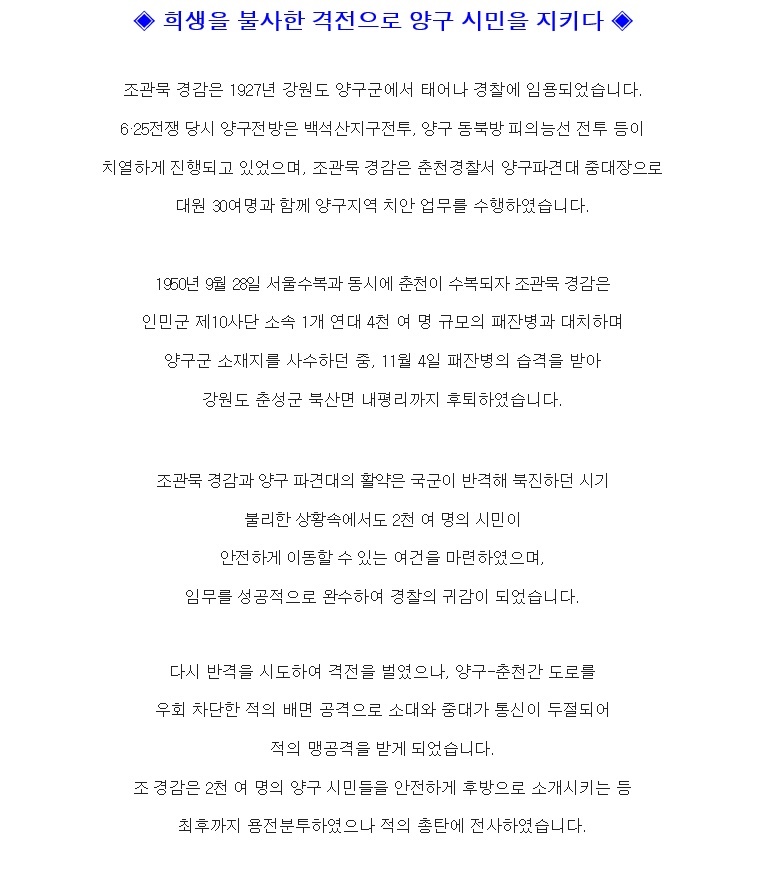 ◈ 희생을 불사한 격전으로 양구 시민을 지키다 ◈
조관묵 경감은 1927년 강원도 양구군에서 태어나 경찰에 임용되었습니다.
6·25전쟁 당시 양구전방은 백석산지구전투, 양구 동북방 피의능선 전투 등이
치열하게 진행되고 있었으며, 조관묵 경감은 춘천경찰서 양구파견대 중대장으로
대원 30여명과 함께 양구지역 치안 업무를 수행하였습니다.
1950년 9월 28일 서울수복과 동시에 춘천이 수복되자 조관묵 경감은
인민군 제10사단 소속 1개 연대 4천 여 명 규모의 패잔병과 대치하며
양구군 소재지를 사수하던 중, 11월 4일 패잔병의 습격을 받아
강원도 춘성군 북산면 내평리까지 후퇴하였습니다.
조관묵 경감과 양구 파견대의 활약은 국군이 반격해 북진하던 시기
불리한 상황속에서도 2천 여 명의 시민이
안전하게 이동할 수 있는 여건을 마련하였으며,
임무를 성공적으로 완수하여 경찰의 귀감이 되었습니다.
다시 반격을 시도하여 격전을 벌였으나, 양구-춘천간 도로를
우회 차단한 적의 배면 공격으로 소대와 중대가 통신이 두절되어
적의 맹공격을 받게 되었습니다.
조 경감은 2천 여 명의 양구 시민들을 안전하게 후방으로 소개시키는 등
최후까지 용전분투하였으나 적의 총탄에 전사하였습니다.